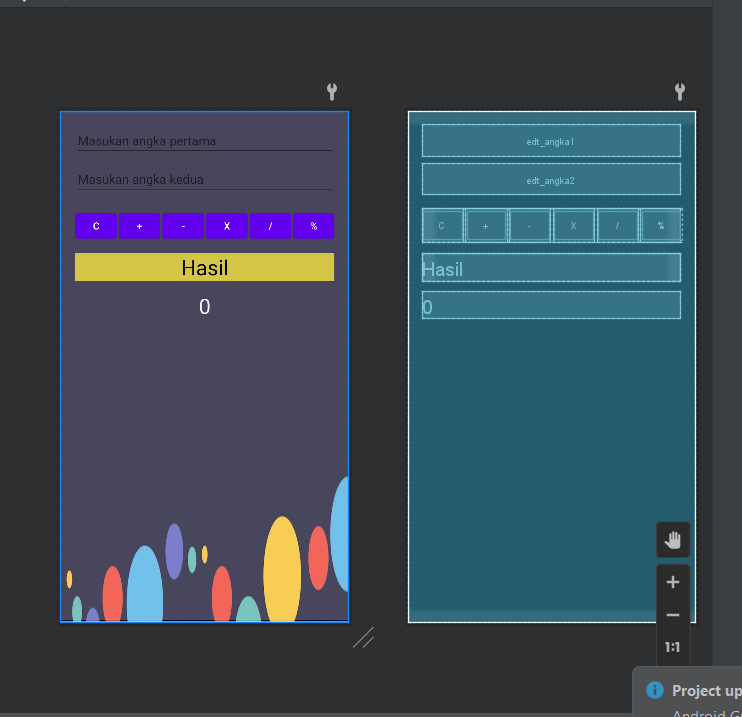 Masukan angka pertama
Masukan angka kedua
C + - X / %
Hasil
0
edt_angka1
edt_angka2
C + - X / %
Hasil
0
1:1
Project up
Android G